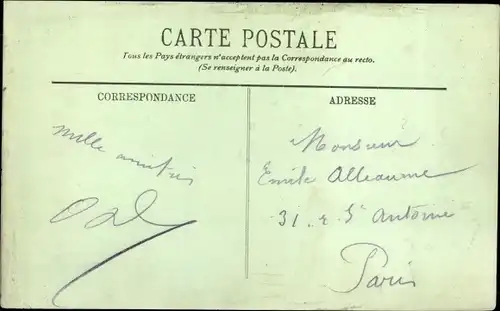 CARTE POSTALE
Tous les Pays étrangers n'acceptent pas la Correspondance au recto.
(Se renseigner à la Poste).
CORRESPONDANCE
ADRESSE
Mille amitiés
Monsieur
Emile Alleaume
31. r. St Antoine
Paris